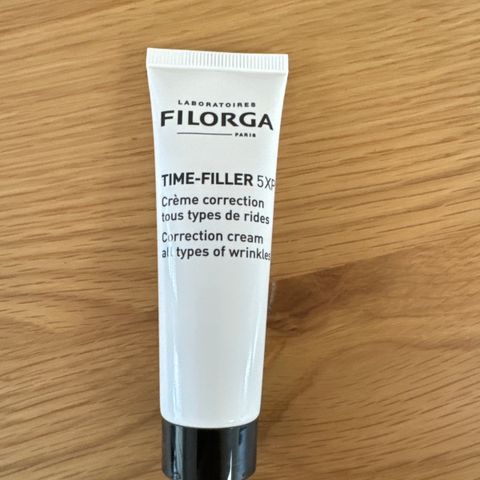 LABORATOIRES
FILORGA
PARIS
TIME-FILLER 5XP
Crème correction
tous types de rides
Correction cream
all types of wrinkles